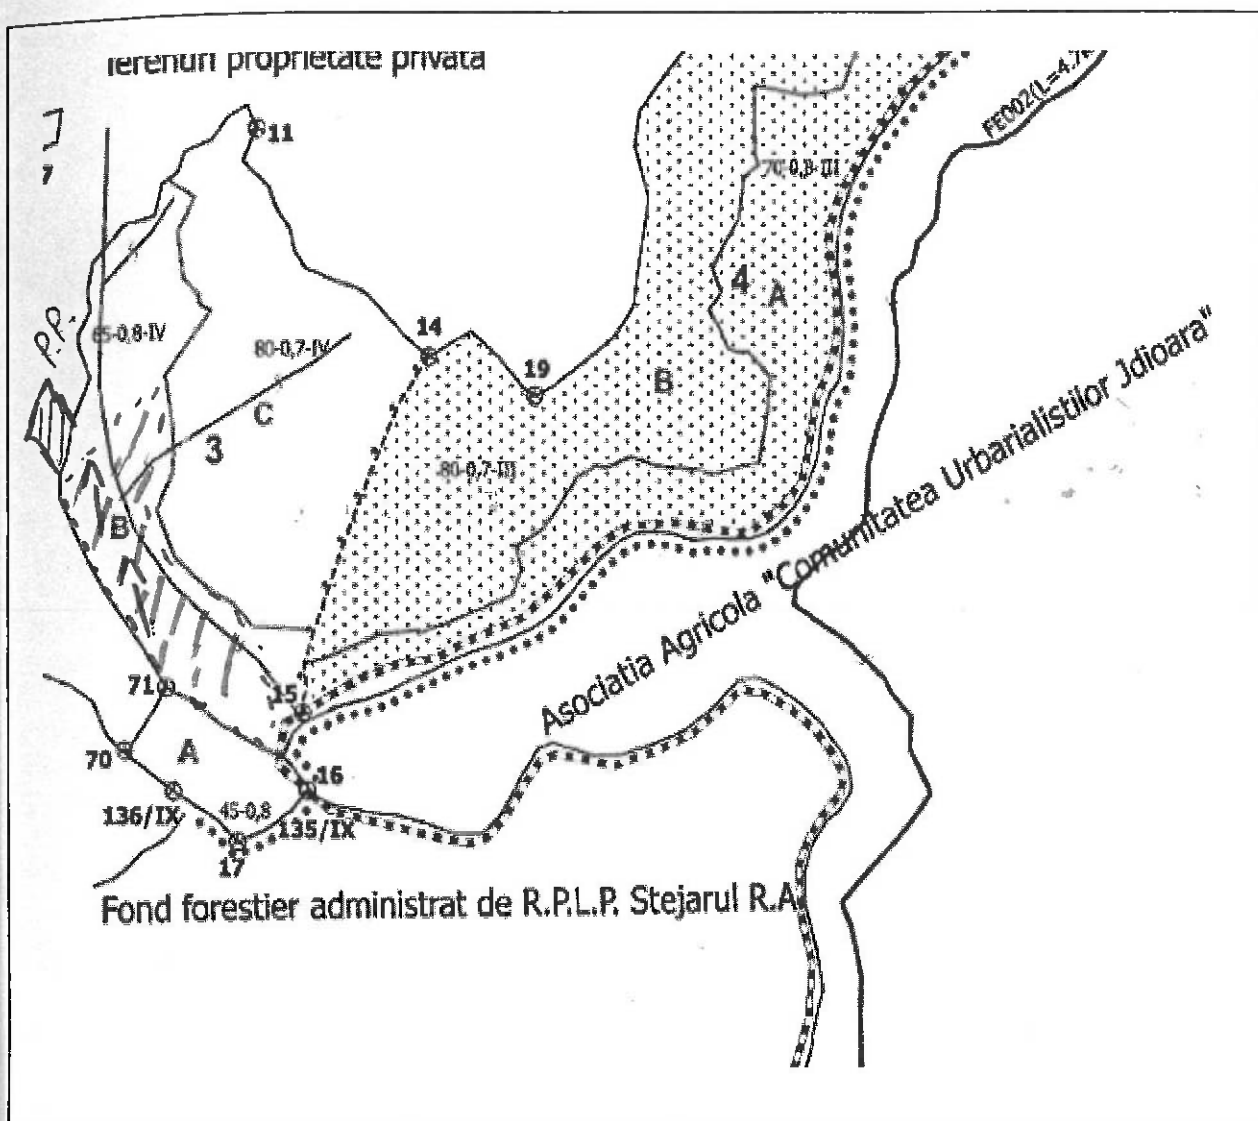 Terenuri proprietate privata
11
70-0,8-III
4
A
P.P.
65-0,8-IV
80-0,7-IV
14
19
B
C
3
80-0,7-III
B
Asociatia Agricola "Comunitatea Urbarialistilor Jdioara"
71
15
70
A
16
136/IX
45-0,8
135/IX
17
Fond forestier administrat de R.P.L.P. Stejarul R.A.